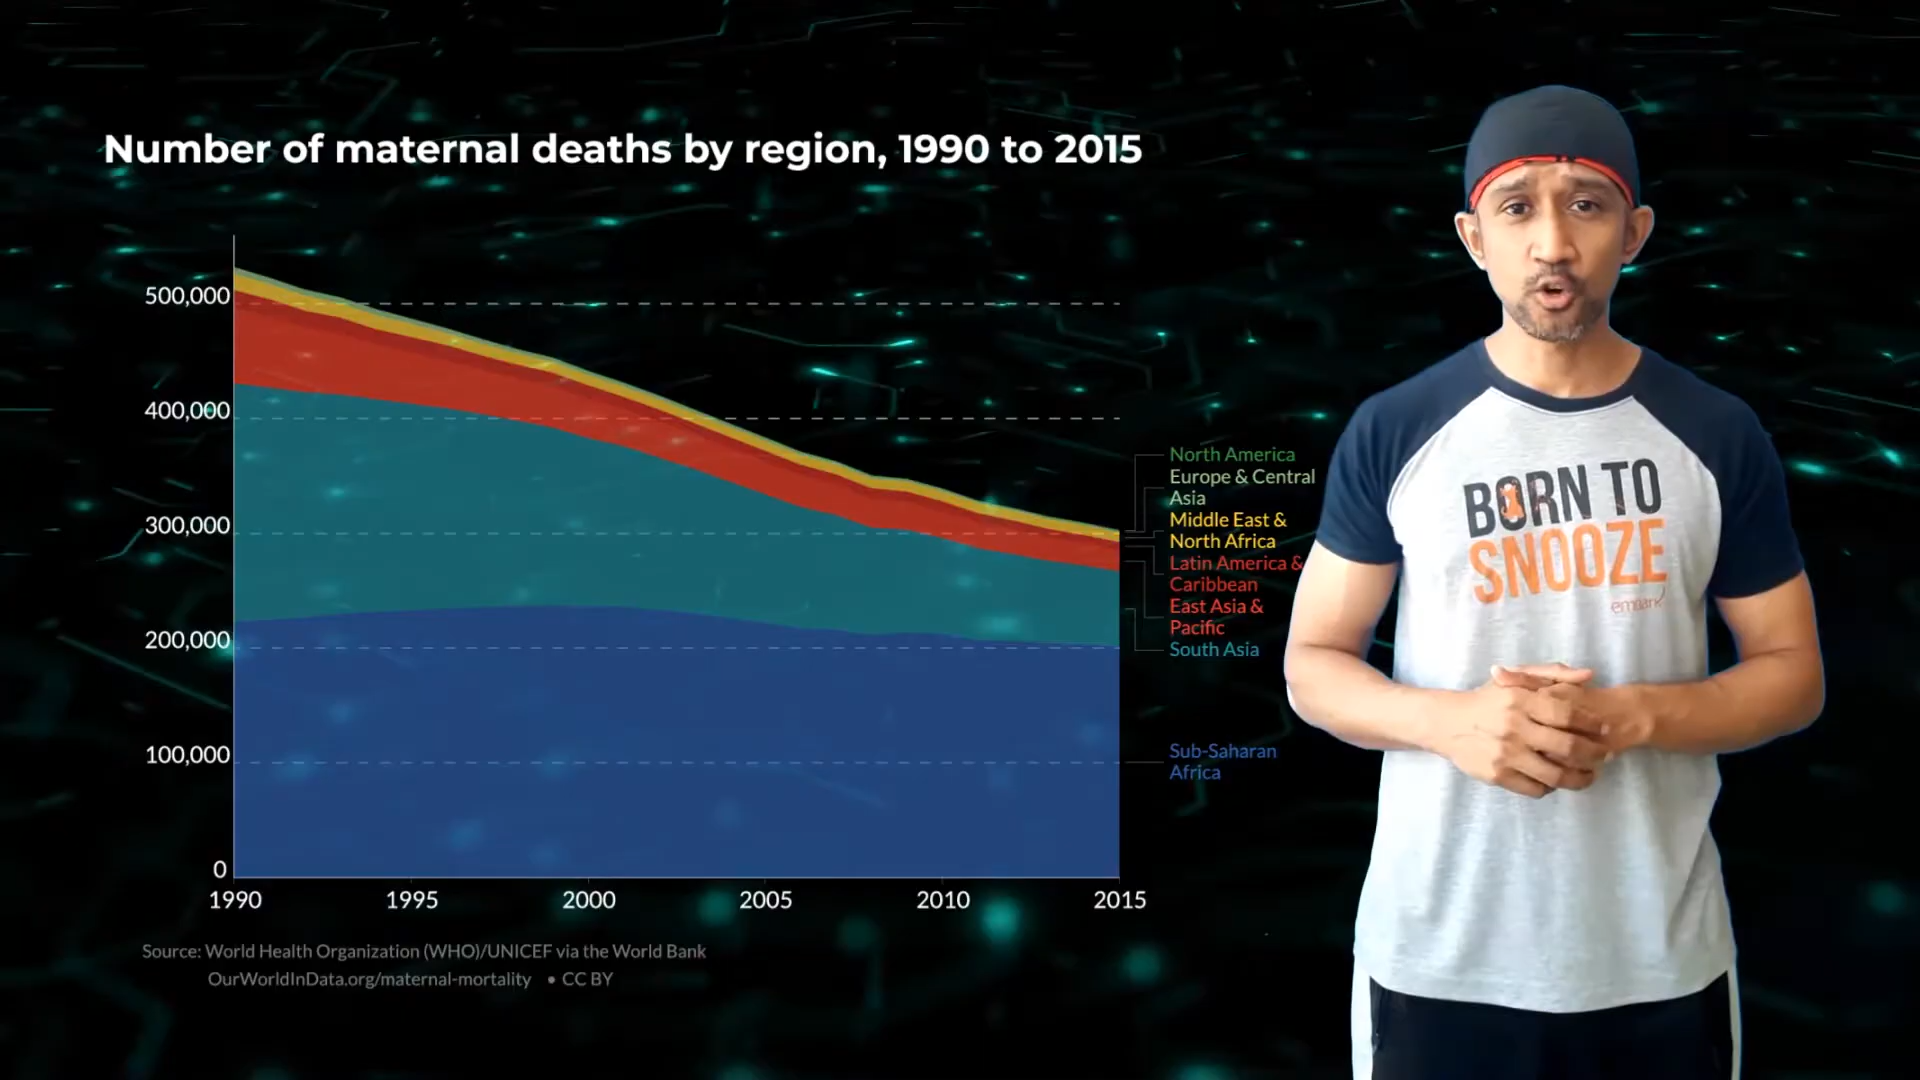 Number of maternal deaths by region, 1990 to 2015
500,000
400,000
300,000
200,000
100,000
0
1990 1995 2000 2005 2010 2015
North America
Europe & Central
Asia
Middle East &
North Africa
Latin America &
Caribbean
East Asia &
Pacific
South Asia
Sub-Saharan
Africa
Source: World Health Organization (WHO)/UNICEF via the World Bank
OurWorldInData.org/maternal-mortality • CC BY
BORN TO
SNOOZE
embark